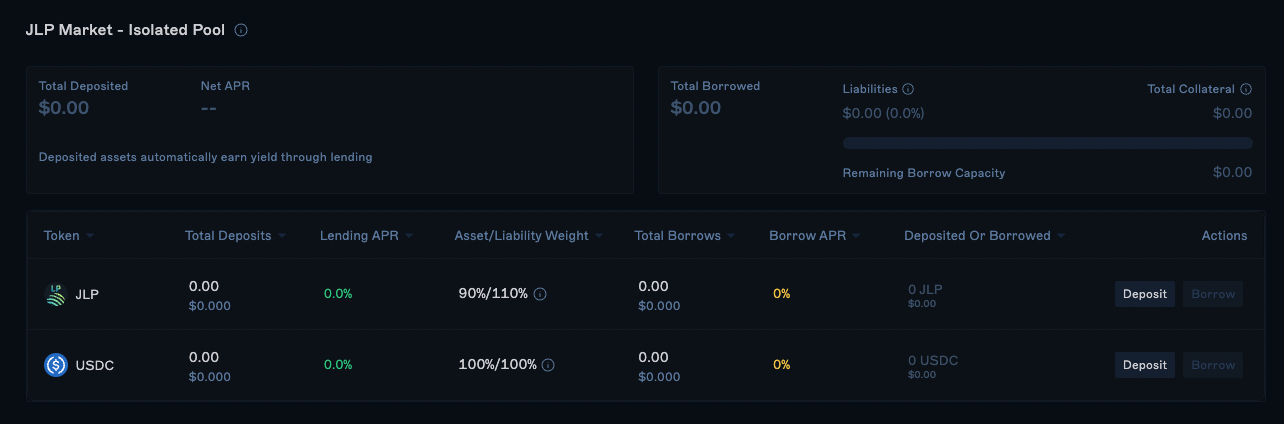 JLP Market - Isolated Pool
Total Deposited
Net APR
$0.00
--
Deposited assets automatically earn yield through lending
Total Borrowed
$0.00
Liabilities
Total Collateral
$0.00 (0.0%)
$0.00
Remaining Borrow Capacity
$0.00
Token Total Deposits Lending APR Asset/Liability Weight Total Borrows Borrow APR Deposited Or Borrowed Actions
LP
JLP
0.00
$0.000
0.0%
90%/110%
0.00
$0.000
0%
0 JLP
$0.00
Deposit
Borrow
USDC
0.00
$0.000
0.0%
100%/100%
0.00
$0.000
0%
0 USDC
$0.00
Deposit
Borrow